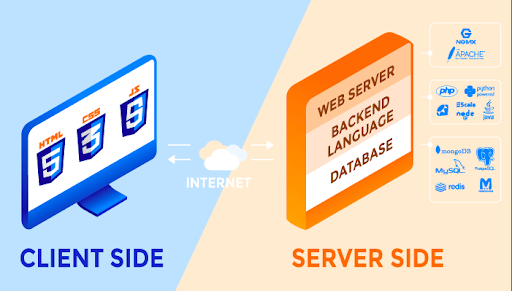 HTML
5
CSS
3
JS
5
INTERNET
CLIENT SIDE
WEB SERVER
BACKEND
LANGUAGE
DATABASE
SERVER SIDE
NGINX
APACHE
php
python
powered
Scala
node
java
mongoDB
PostgreSQL
MySQL
redis